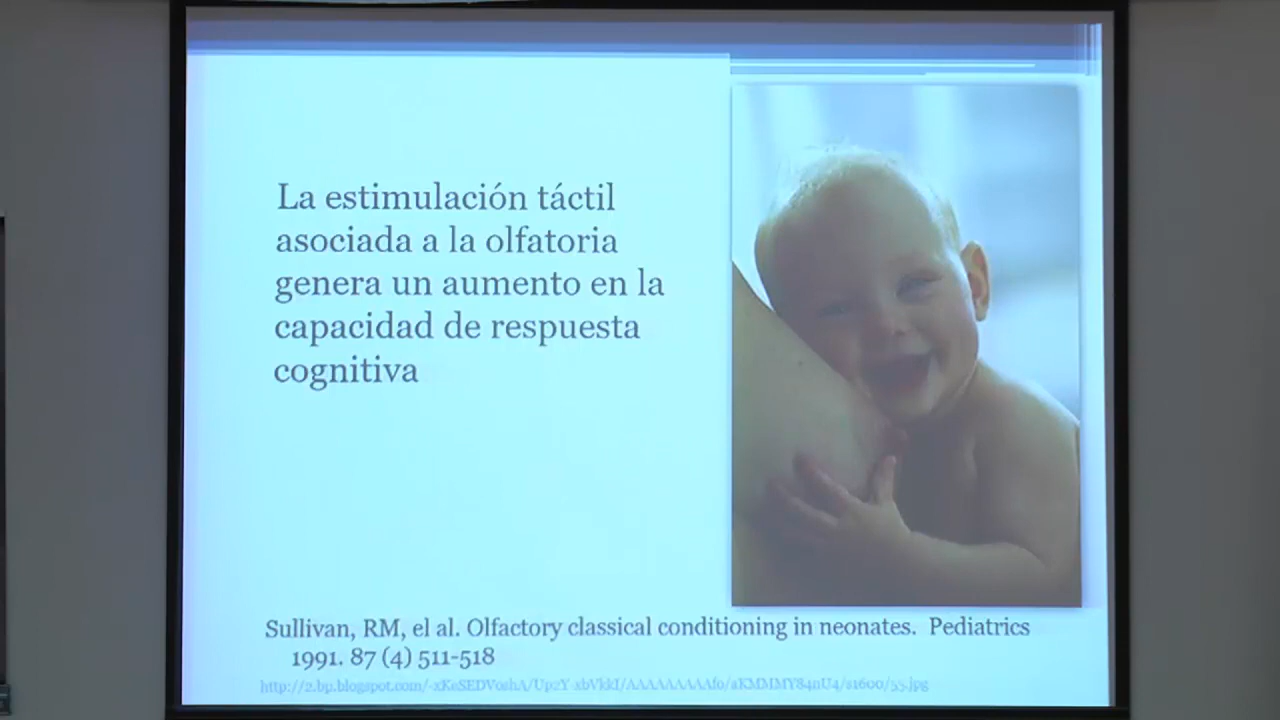 La estimulación táctil
asociada a la olfatoria
genera un aumento en la
capacidad de respuesta
cognitiva
Sullivan, RM, el al. Olfactory classical conditioning in neonates. Pediatrics
1991. 87 (4) 511-518